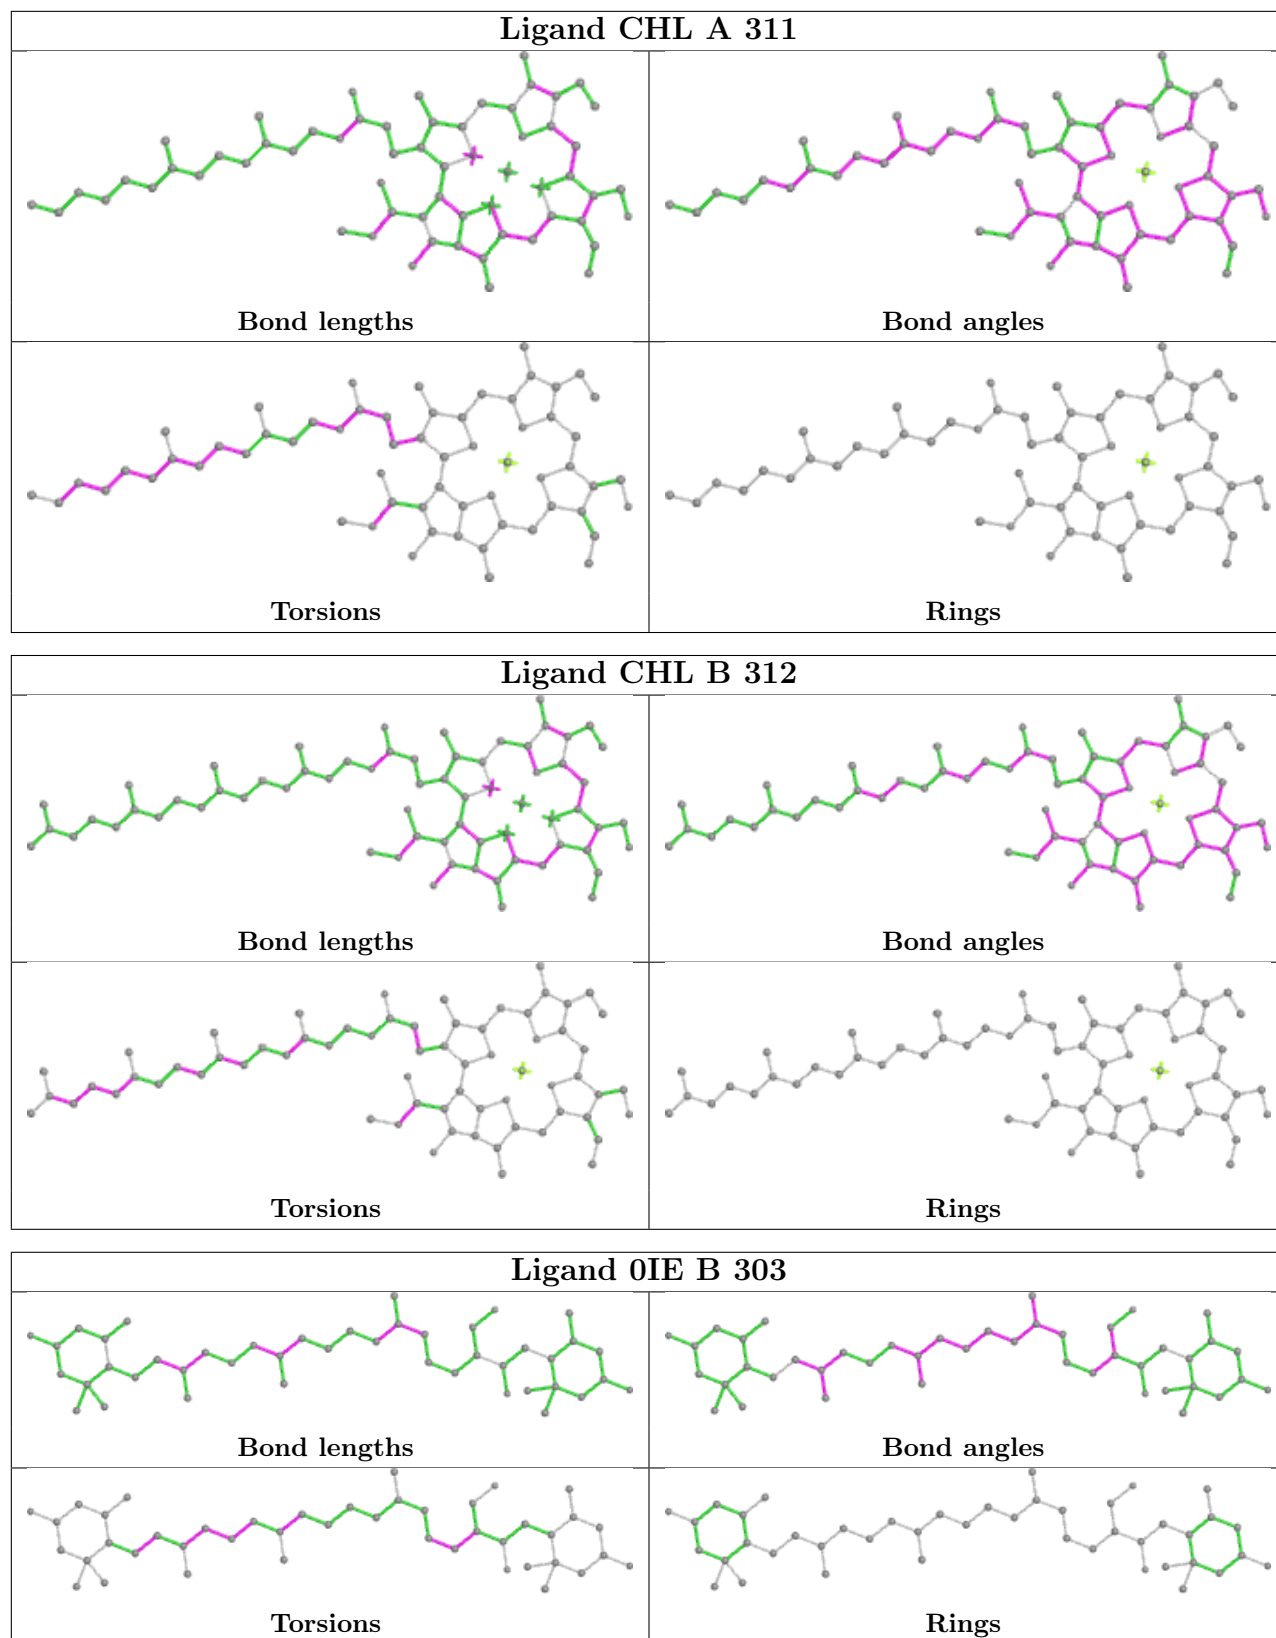 Ligand CHL A 311
Bond lengths
Bond angles
Torsions
Rings
Ligand CHL B 312
Bond lengths
Bond angles
Torsions
Rings
Ligand 0IE B 303
Bond lengths
Bond angles
Torsions
Rings